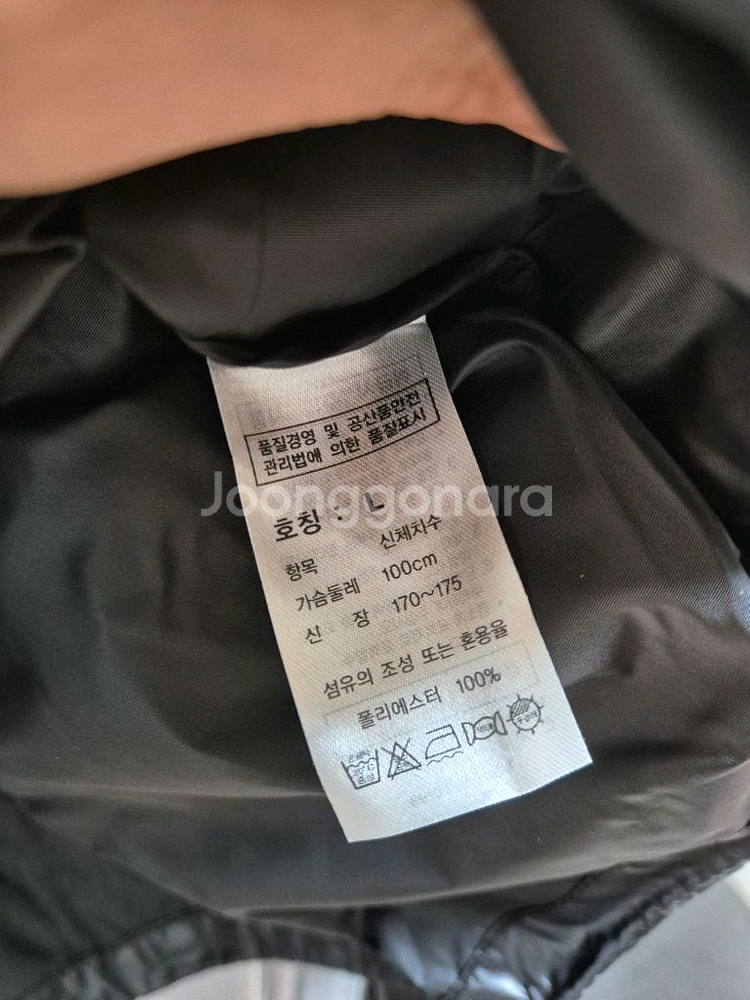 품질경영 및 공산품안전
관리법에 의한 품질표시
Joonggonara
호칭 : L
항목 신체치수
가슴둘레 100cm
신 장 170~175
섬유의 조성 또는 혼용율
폴리에스터 100%